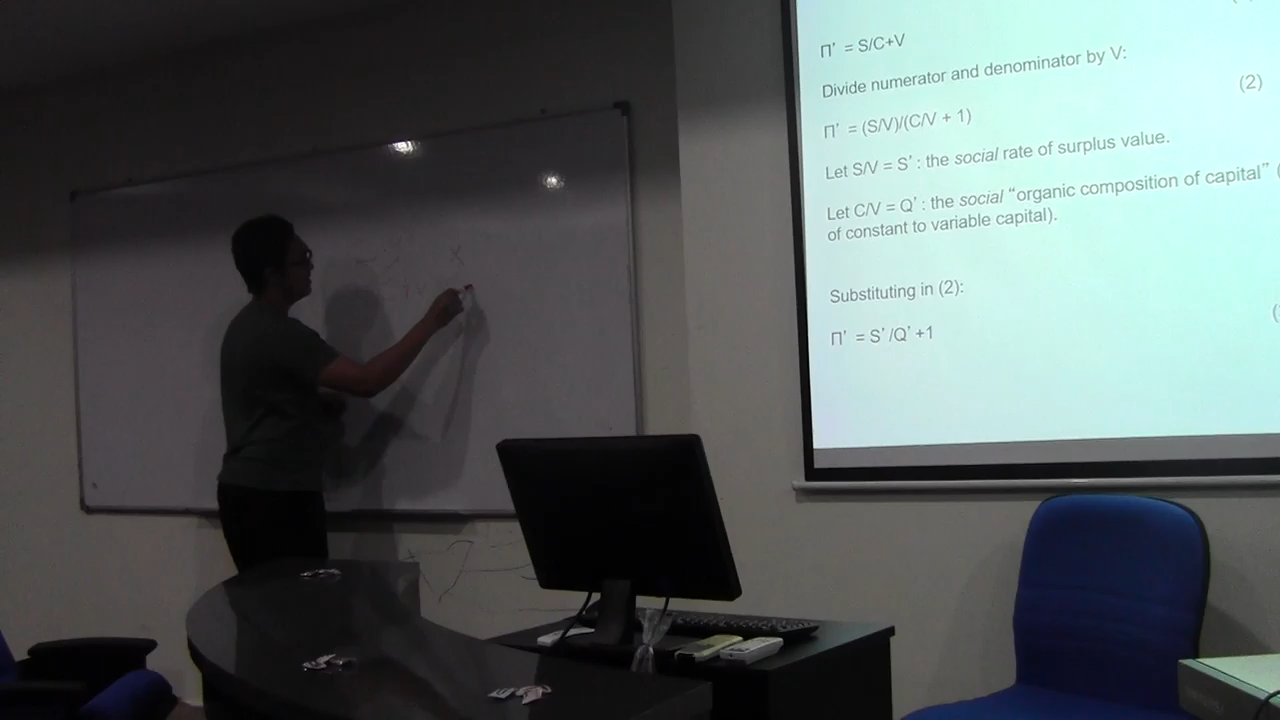 Π' = S/C+V
Divide numerator and denominator by V:
(2)
Π' = (S/V)/(C/V + 1)
Let S/V = S' : the social rate of surplus value.
Let C/V = Q' : the social “organic composition of capital” (
of constant to variable capital).
Substituting in (2):
Π' = S' /Q' +1